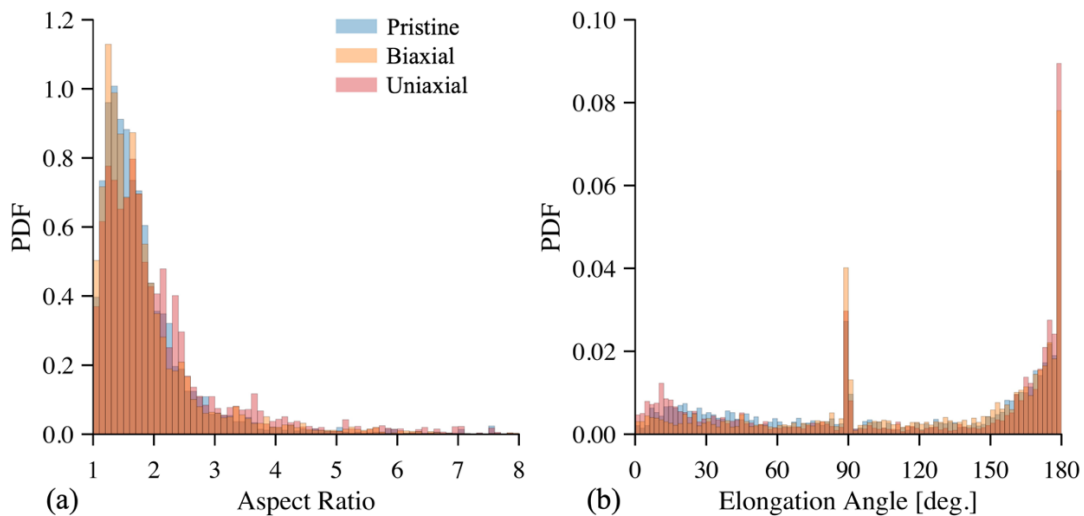 1.2
1.0
0.8
0.6
0.4
0.2
0.0
PDF
Pristine
Biaxial
Uniaxial
1 2 3 4 5 6 7 8
(a) Aspect Ratio
0.10
0.08
0.06
0.04
0.02
0.00
PDF
0 30 60 90 120 150 180
(b) Elongation Angle [deg.]